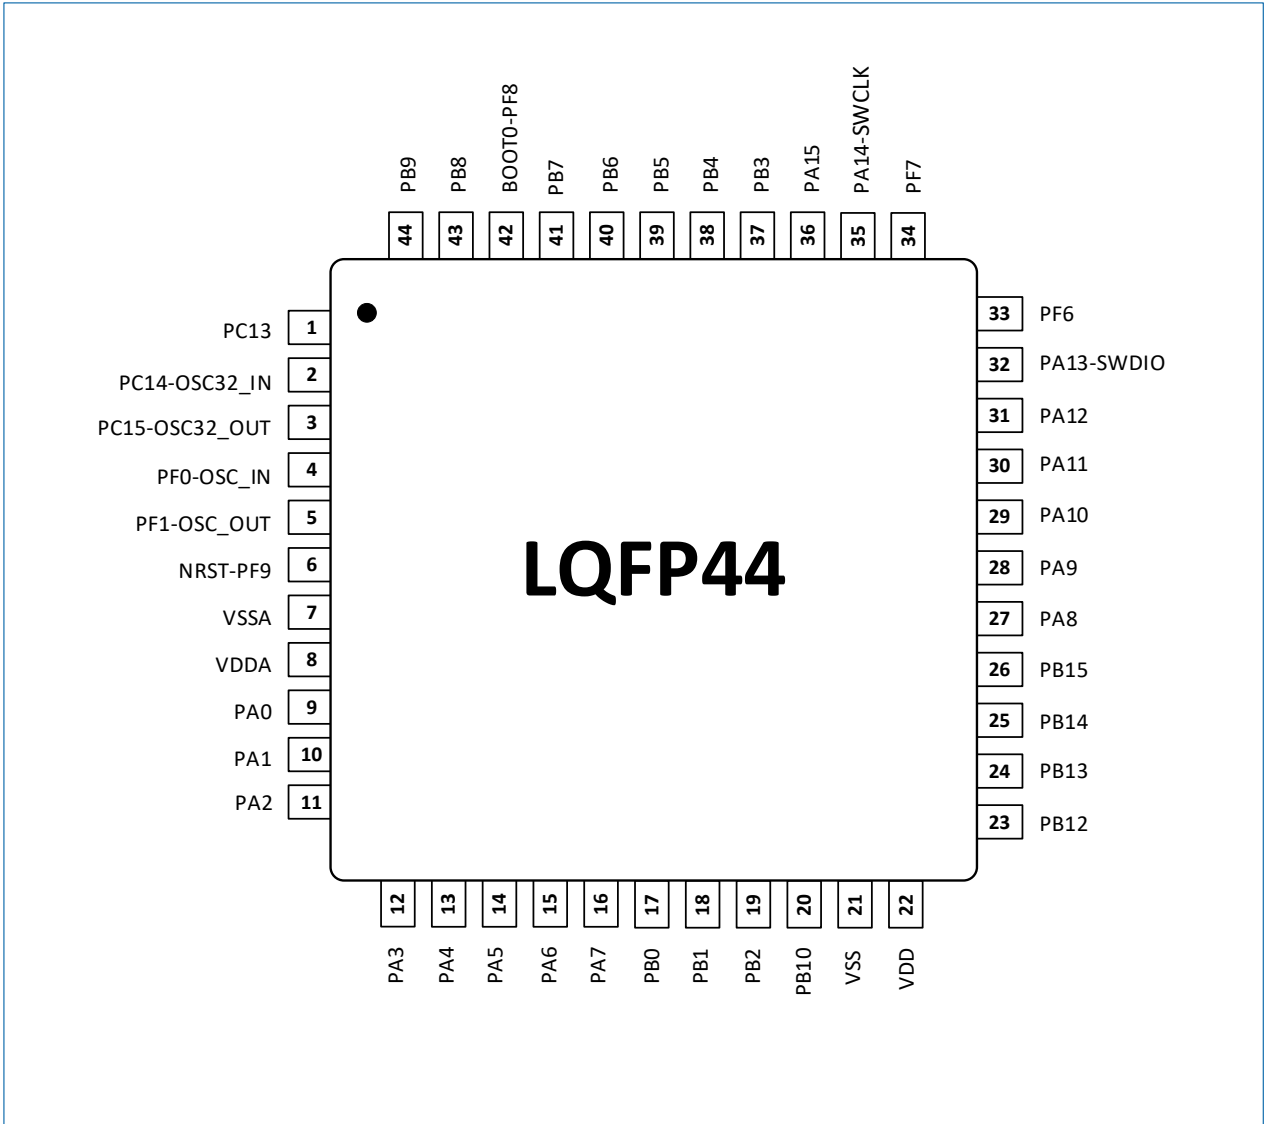 PB9
PB8
BOOT0-PF8
PB7
PB6
PB5
PB4
PB3
PA15
PA14-SWCLK
PF7
44
43
42
41
40
39
38
37
36
35
34
PC13 1
PC14-OSC32_IN 2
PC15-OSC32_OUT 3
PF0-OSC_IN 4
PF1-OSC_OUT 5
NRST-PF9 6
VSSA 7
VDDA 8
PA0 9
PA1 10
PA2 11
LQFP44
33 PF6
32 PA13-SWDIO
31 PA12
30 PA11
29 PA10
28 PA9
27 PA8
26 PB15
25 PB14
24 PB13
23 PB12
12
13
14
15
16
17
18
19
20
21
22
PA3
PA4
PA5
PA6
PA7
PB0
PB1
PB2
PB10
VSS
VDD